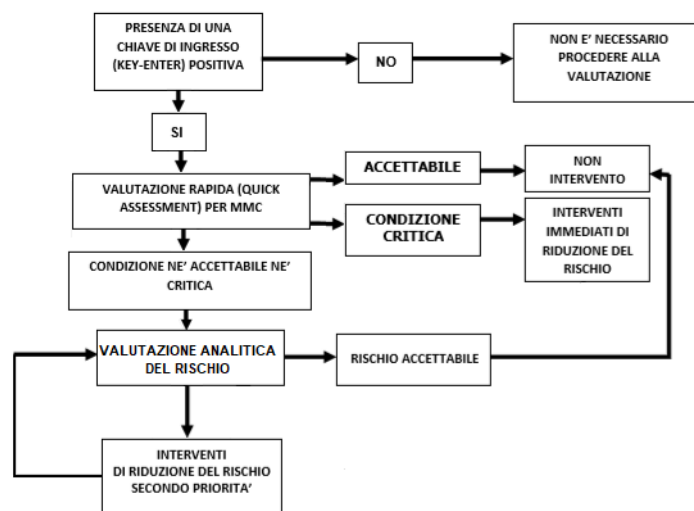 PRESENZA DI UNA
CHIAVE DI INGRESSO
(KEY-ENTER) POSITIVA
NO
NON E' NECESSARIO
PROCEDERE ALLA
VALUTAZIONE
SI
VALUTAZIONE RAPIDA (QUICK
ASSESSMENT) PER MMC
ACCETTABILE
NON
INTERVENTO
CONDIZIONE
CRITICA
INTERVENTI
IMMEDIATI DI
RIDUZIONE DEL
RISCHIO
CONDIZIONE NE' ACCETTABILE NE'
CRITICA
VALUTAZIONE ANALITICA
DEL RISCHIO
RISCHIO ACCETTABILE
INTERVENTI
DI RIDUZIONE DEL RISCHIO
SECONDO PRIORITA'